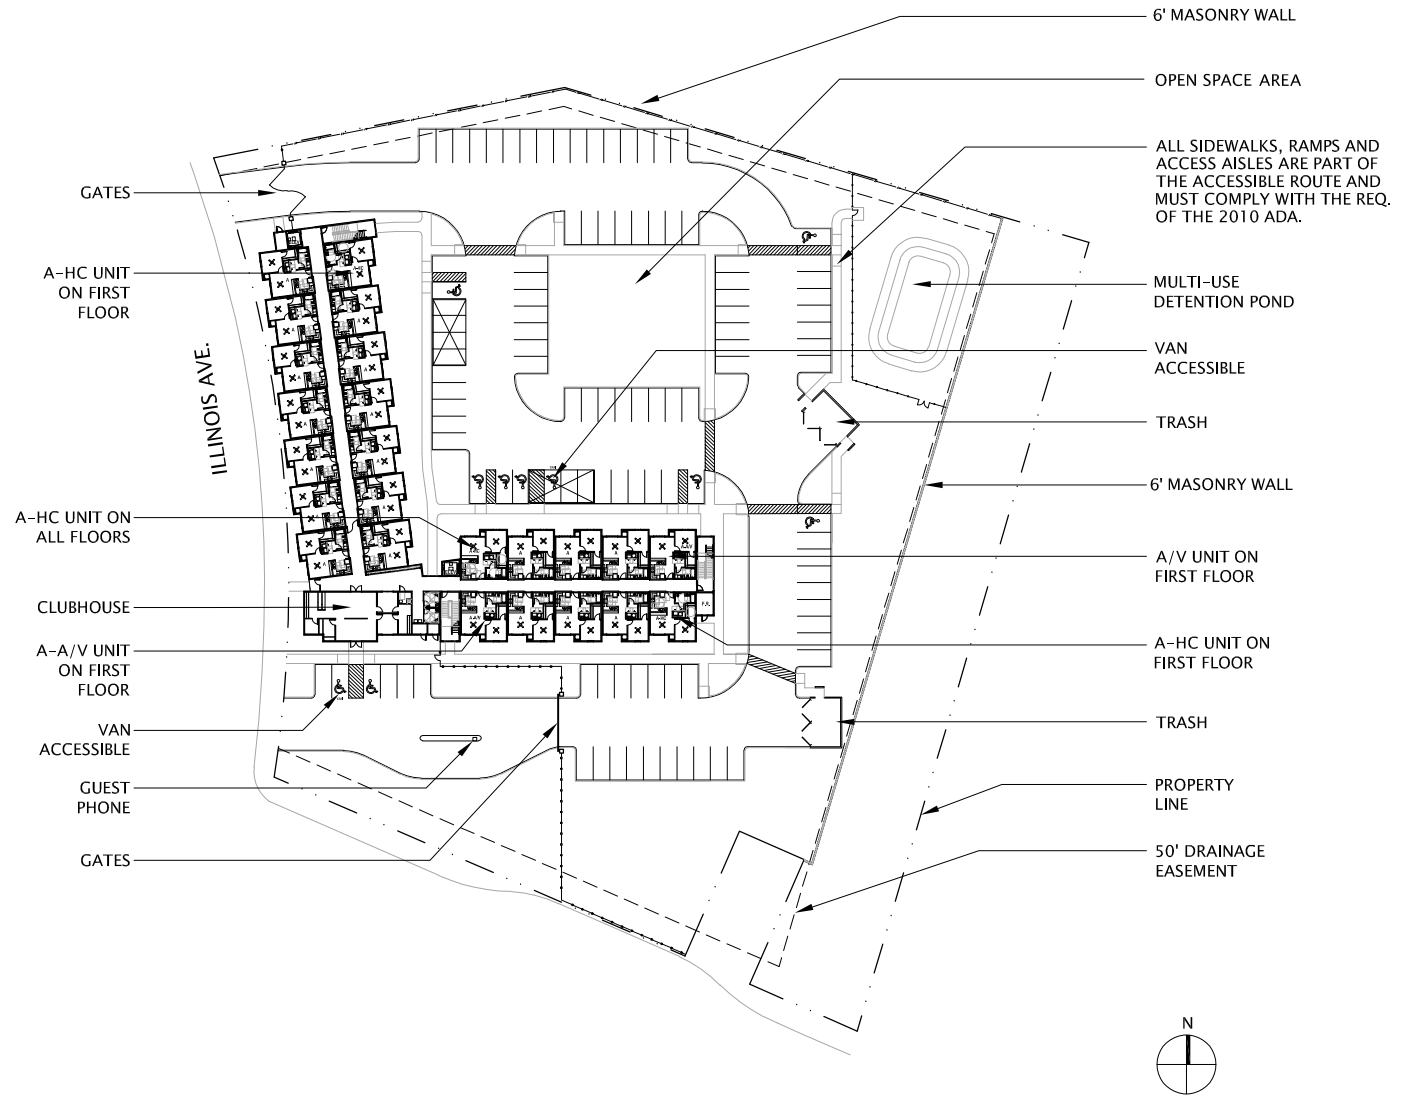 6' MASONRY WALL
OPEN SPACE AREA
ALL SIDEWALKS, RAMPS AND
ACCESS AISLES ARE PART OF
THE ACCESSIBLE ROUTE AND
MUST COMPLY WITH THE REQ.
OF THE 2010 ADA.
GATES
A-HC UNIT
ON FIRST
FLOOR
MULTI-USE
DETENTION POND
ILLINOIS AVE.
VAN
ACCESSIBLE
TRASH
6' MASONRY WALL
A-HC UNIT ON
ALL FLOORS
A/V UNIT ON
FIRST FLOOR
CLUBHOUSE
A-A/V UNIT
ON FIRST
FLOOR
A-HC UNIT ON
FIRST FLOOR
VAN
ACCESSIBLE
TRASH
GUEST
PHONE
PROPERTY
LINE
GATES
50' DRAINAGE
EASEMENT
N